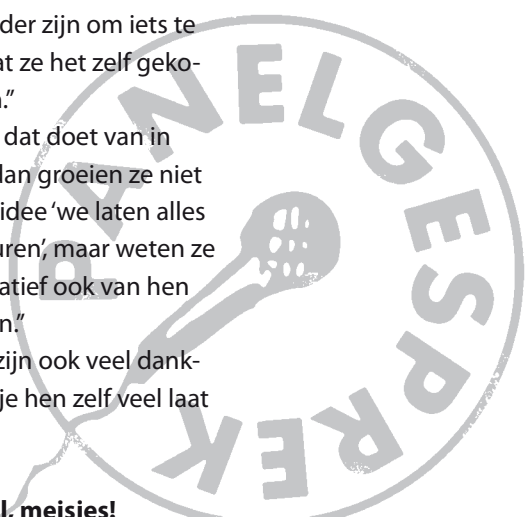 der zijn om iets te
at ze het zelf geko-
n.”
dat doet van in
dan groeien ze niet
idee ‘we laten alles
uren’, maar weten ze
atief ook van hen
n.”
zijn ook veel dank-
je hen zelf veel laat
l, meisjes!
PANELGESPREK